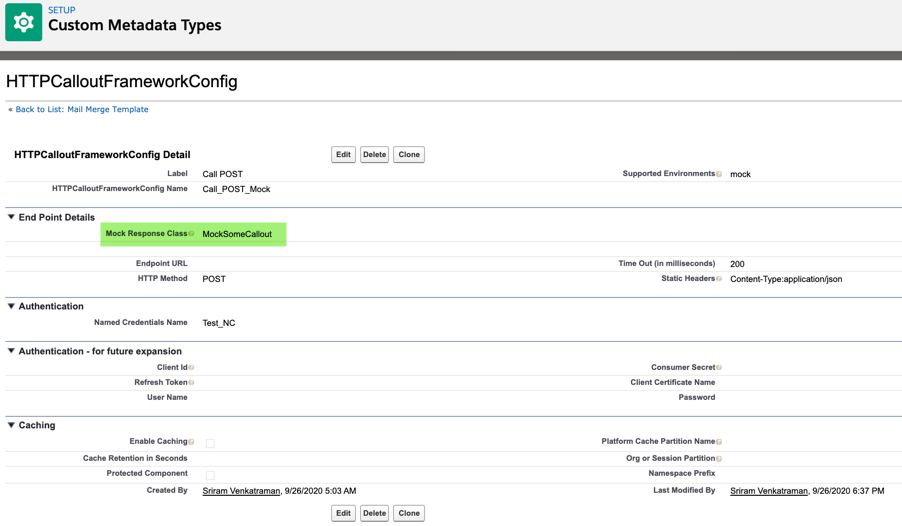 SETUP
Custom Metadata Types
HTTPCalloutFrameworkConfig
« Back to List: Mail Merge Template
HTTPCalloutFrameworkConfig Detail Edit Delete Clone
Label Call POST Supported Environments mock
HTTPCalloutFrameworkConfig Name Call_POST_Mock
End Point Details
Mock Response Class MockSomeCallout
Endpoint URL Time Out (in milliseconds) 200
HTTP Method POST Static Headers Content-Type:application/json
Authentication
Named Credentials Name Test_NC
Authentication - for future expansion
Client Id Consumer Secret
Refresh Token Client Certificate Name
User Name Password
Caching
Enable Caching Platform Cache Partition Name
Cache Retention in Seconds Org or Session Partition
Protected Component Namespace Prefix
Created By Sriram Venkatraman, 9/26/2020 5:03 AM Last Modified By Sriram Venkatraman, 9/26/2020 6:37 PM
Edit Delete Clone